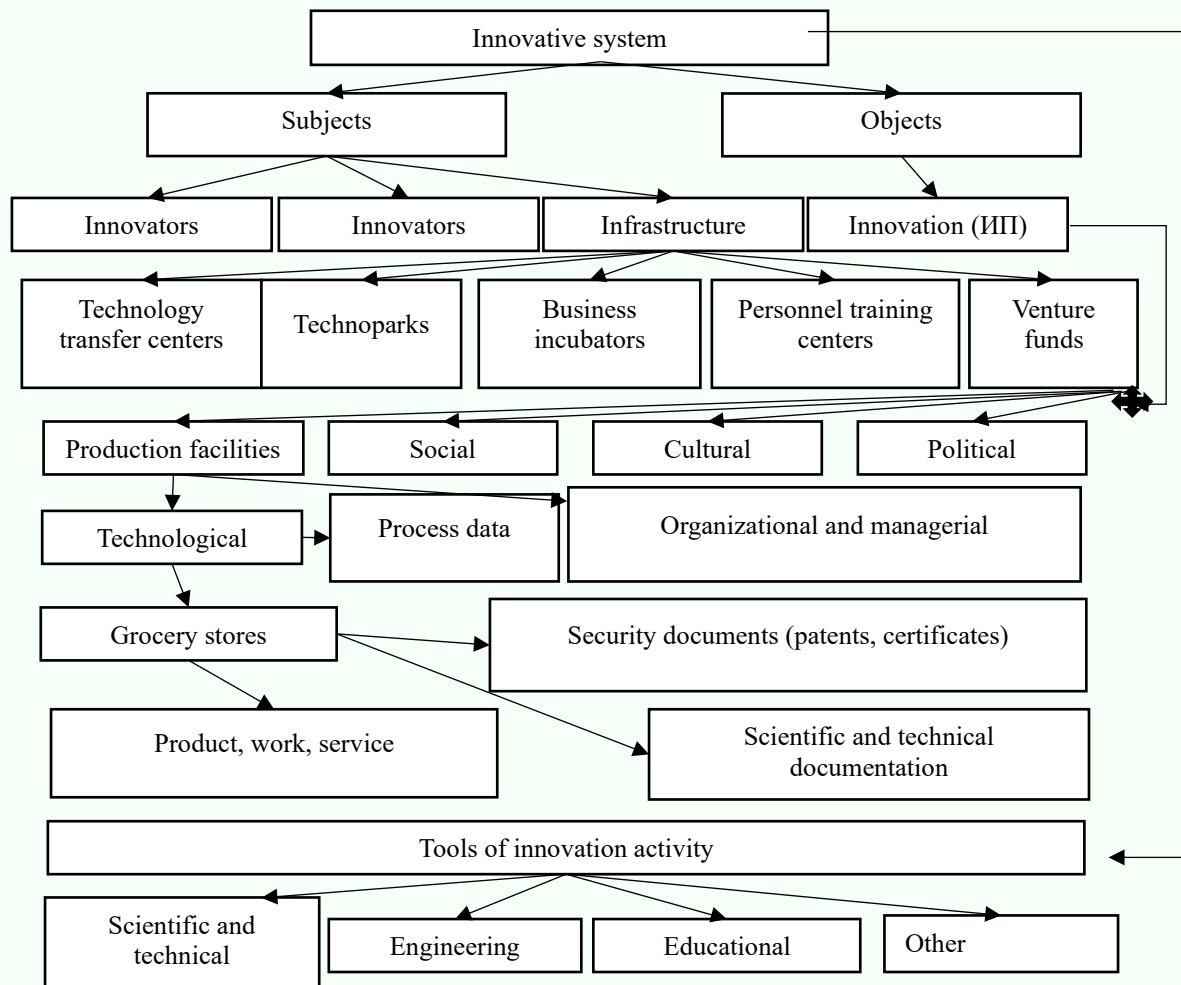 Innovative system
Subjects
Objects
Innovators
Innovators
Infrastructure
Innovation (ИП)
Technology
transfer centers
Technoparks
Business
incubators
Personnel training
centers
Venture
funds
Production facilities
Social
Cultural
Political
Technological
Process data
Organizational and managerial
Grocery stores
Security documents (patents, certificates)
Product, work, service
Scientific and technical
documentation
Tools of innovation activity
Scientific and
technical
Engineering
Educational
Other